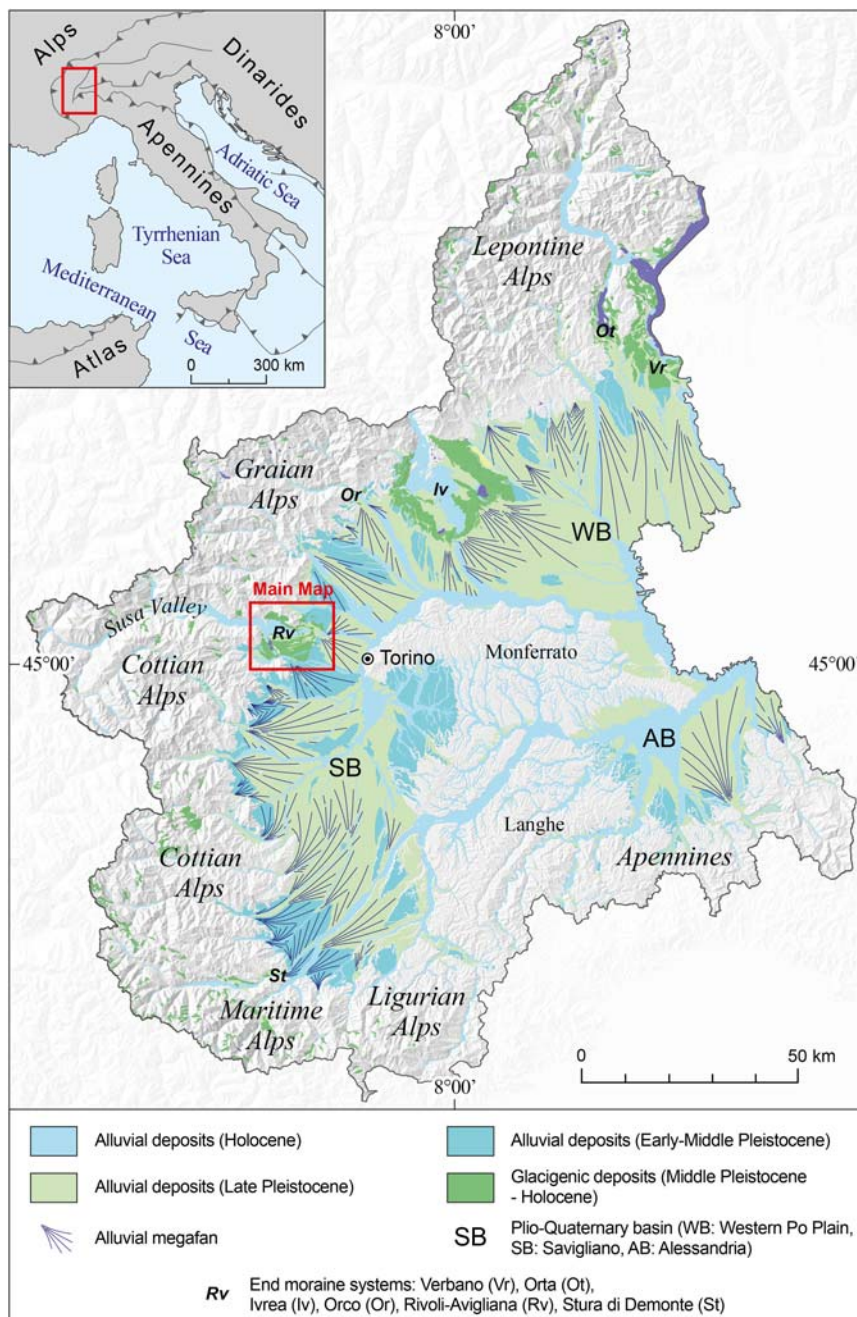 8°00'
Alps
Dinarides
Apennines
Adriatic Sea
Tyrrhenian
Sea
Mediterranean
Sea
Atlas
0 300 km
Lepontine
Alps
Ot
Vr
Graian
Alps
Or
Iv
WB
Main Map
Susa Valley
Rv
Torino
Monferrato
45°00'
45°00'
Cottian
Alps
SB
AB
Langhe
Apennines
Cottian
Alps
St
Maritime
Alps
Ligurian
Alps
0 50 km
8°00'
Alluvial deposits (Holocene)
Alluvial deposits (Early-Middle Pleistocene)
Alluvial deposits (Late Pleistocene)
Glacigenic deposits (Middle Pleistocene
- Holocene)
Alluvial megafan
SB Plio-Quaternary basin (WB: Western Po Plain,
SB: Savigliano, AB: Alessandria)
Rv End moraine systems: Verbano (Vr), Orta (Ot),
Ivrea (Iv), Orco (Or), Rivoli-Avigliana (Rv), Stura di Demonte (St)